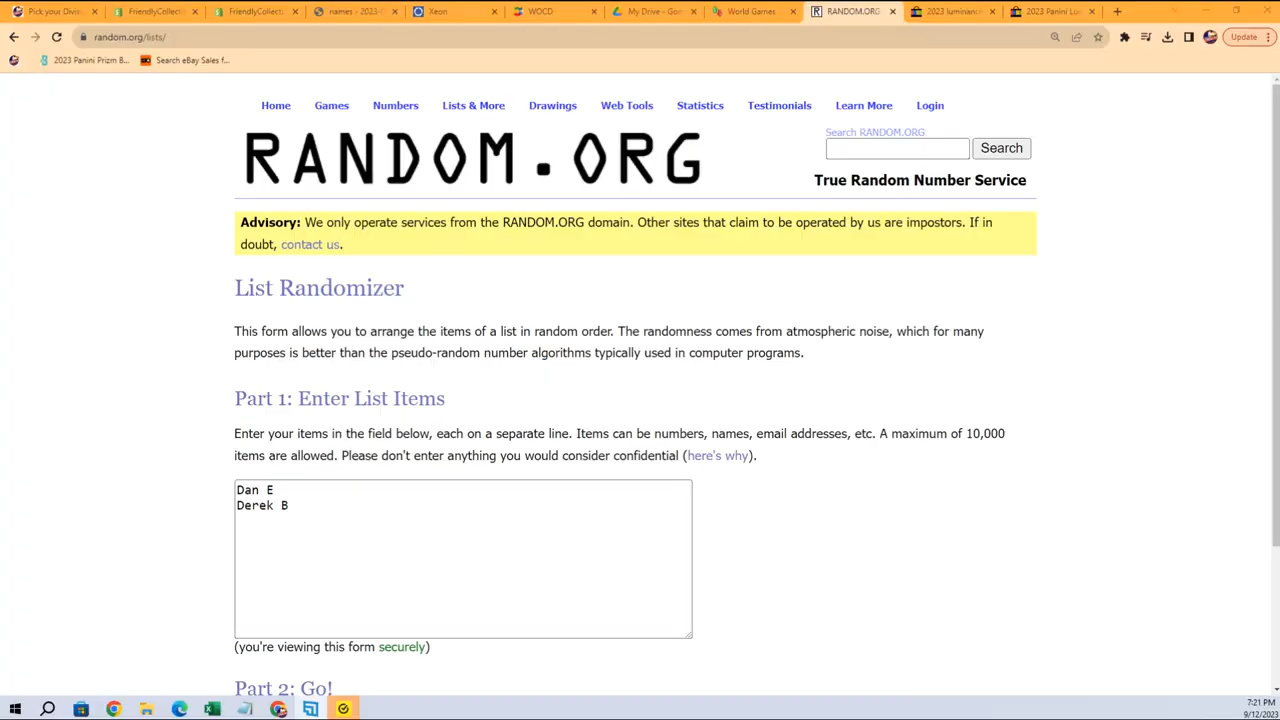 Pick your Divisi
FriendlyCollect
FriendlyCollect
names - 2023-
Xeon
WOCD
My Drive - Goo
World Games
RANDOM.ORG
2023 luminance
2023 Panini Lu
random.org/lists/
Update
2023 Panini Prizm B...
Search eBay Sales f...
Home Games Numbers Lists & More Drawings Web Tools Statistics Testimonials Learn More Login
RANDOM.ORG
Search RANDOM.ORG
Search
True Random Number Service
Advisory: We only operate services from the RANDOM.ORG domain. Other sites that claim to be operated by us are impostors. If in
doubt, contact us.
List Randomizer
This form allows you to arrange the items of a list in random order. The randomness comes from atmospheric noise, which for many
purposes is better than the pseudo-random number algorithms typically used in computer programs.
Part 1: Enter List Items
Enter your items in the field below, each on a separate line. Items can be numbers, names, email addresses, etc. A maximum of 10,000
items are allowed. Please don't enter anything you would consider confidential (here's why).
Dan E
Derek B
(you're viewing this form securely)
Part 2: Go!
7:21 PM
9/12/2023